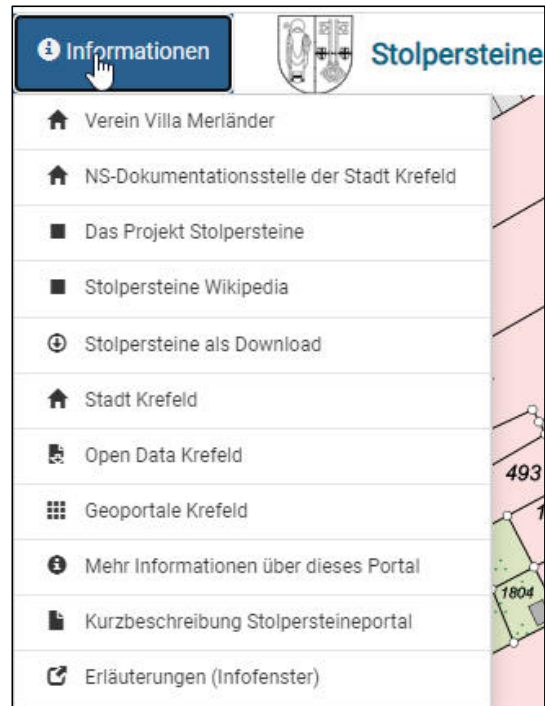 Informationen
Stolpersteine
Verein Villa Merländer
NS-Dokumentationsstelle der Stadt Krefeld
Das Projekt Stolpersteine
Stolpersteine Wikipedia
Stolpersteine als Download
Stadt Krefeld
Open Data Krefeld
493
Geoportale Krefeld
1
Mehr Informationen über dieses Portal
1804
Kurzbeschreibung Stolpersteineportal
Erläuterungen (Infofenster)